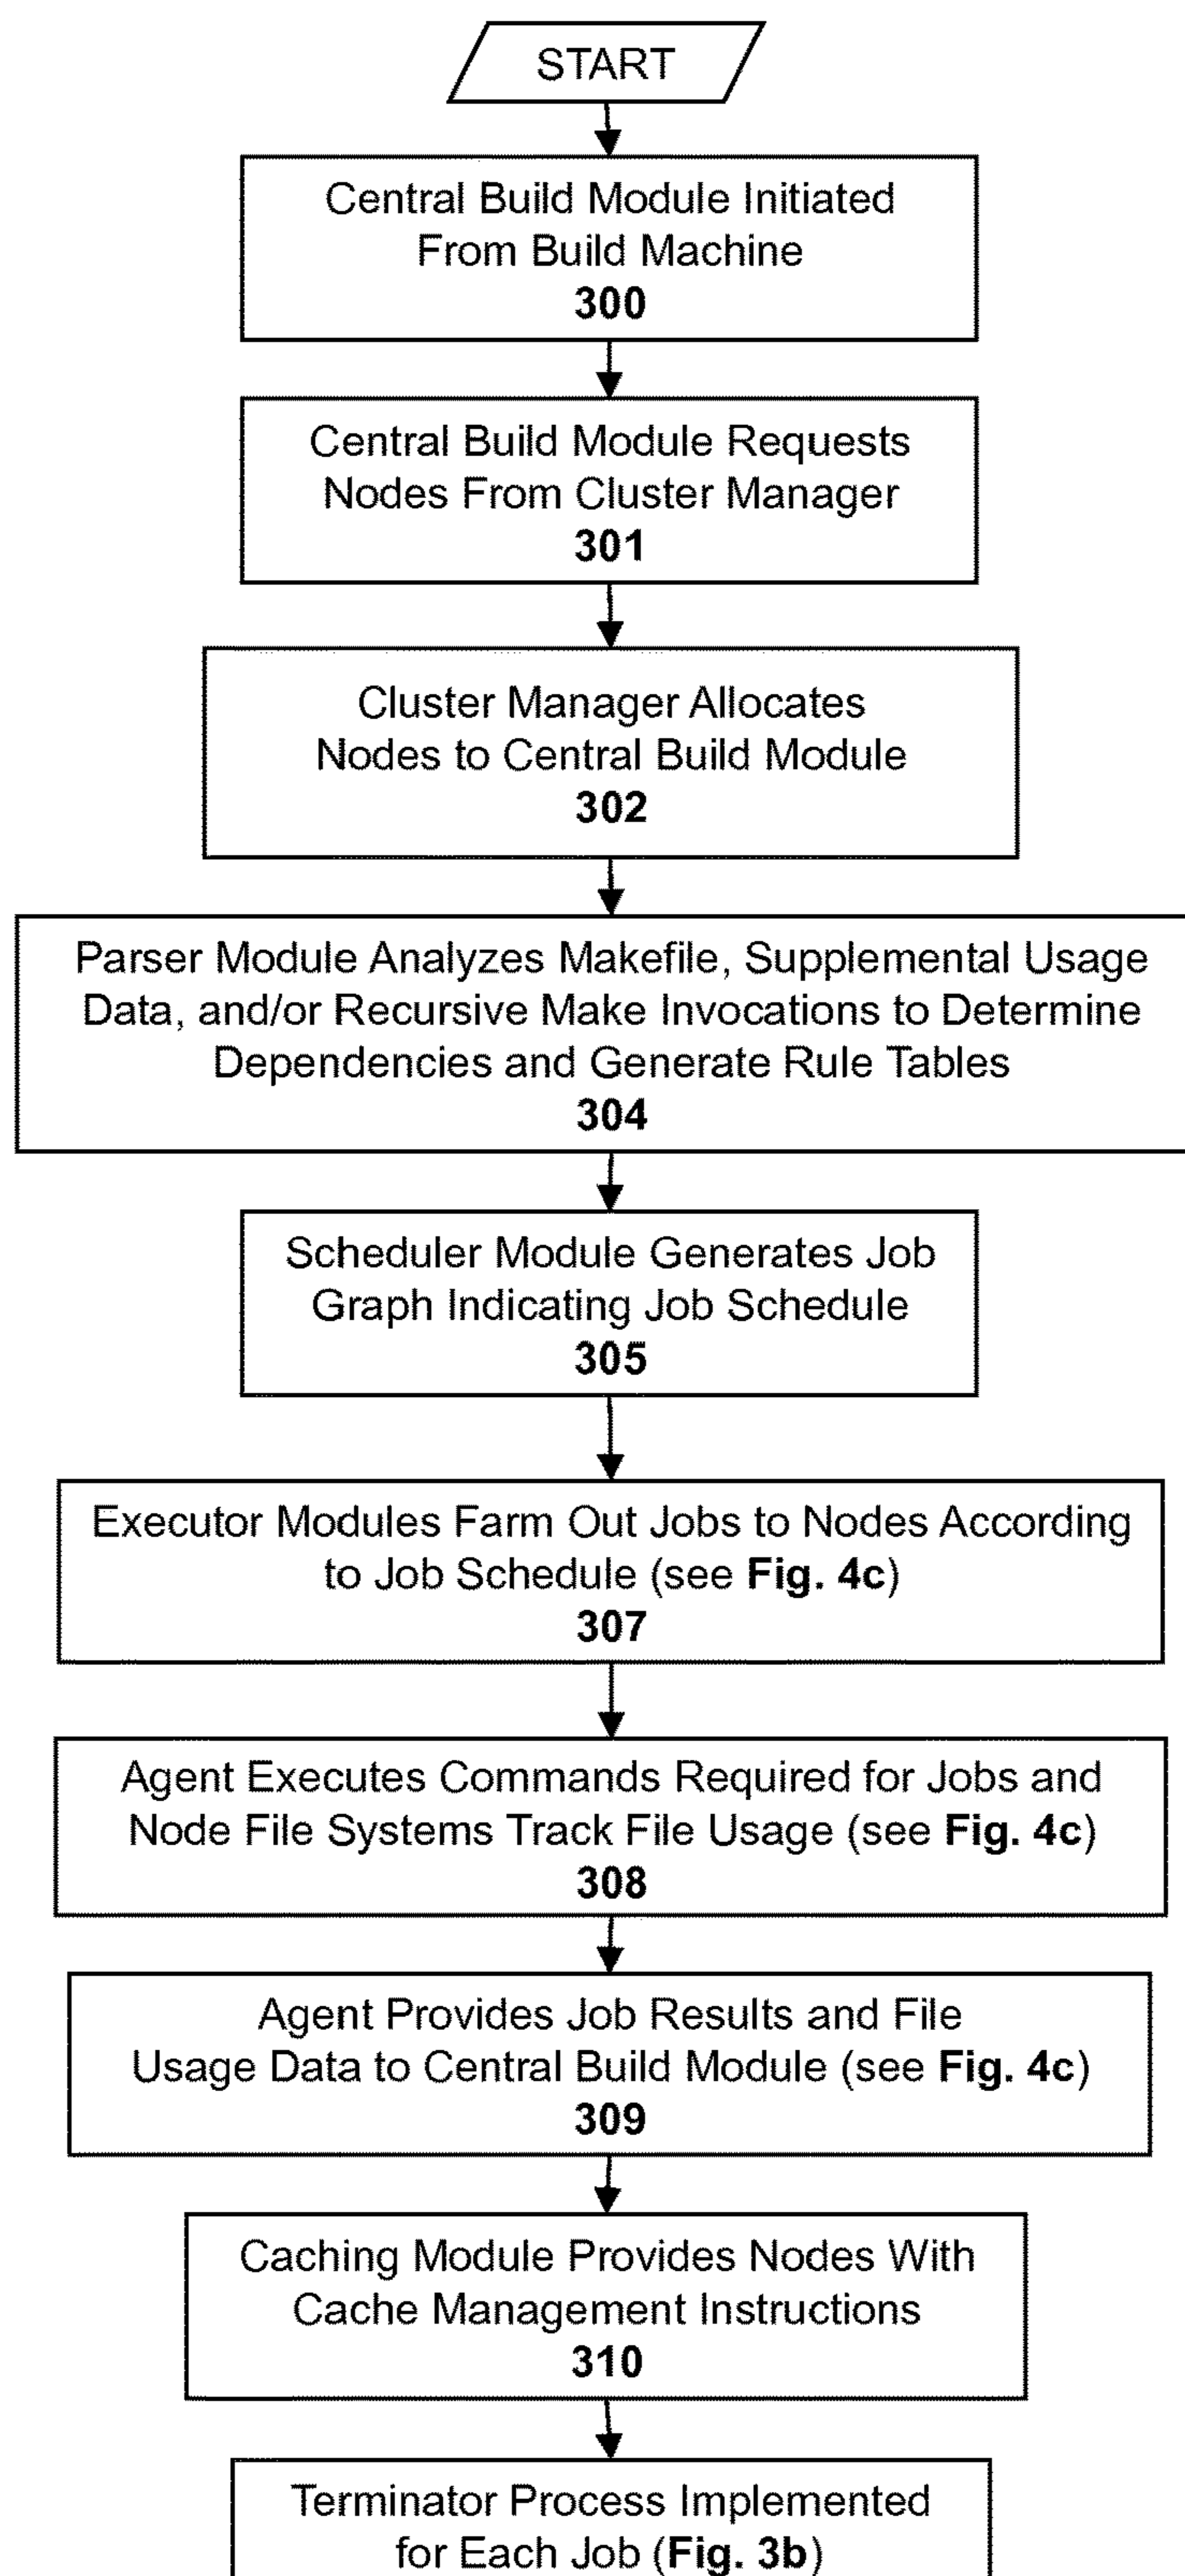 START
Central Build Module Initiated
From Build Machine
300
Central Build Module Requests
Nodes From Cluster Manager
301
Cluster Manager Allocates
Nodes to Central Build Module
302
Parser Module Analyzes Makefile, Supplemental Usage
Data, and/or Recursive Make Invocations to Determine
Dependencies and Generate Rule Tables
304
Scheduler Module Generates Job
Graph Indicating Job Schedule
305
Executor Modules Farm Out Jobs to Nodes According
to Job Schedule (see Fig. 4c)
307
Agent Executes Commands Required for Jobs and
Node File Systems Track File Usage (see Fig. 4c)
308
Agent Provides Job Results and File
Usage Data to Central Build Module (see Fig. 4c)
309
Caching Module Provides Nodes With
Cache Management Instructions
310
Terminator Process Implemented
for Each Job (Fig. 3b)